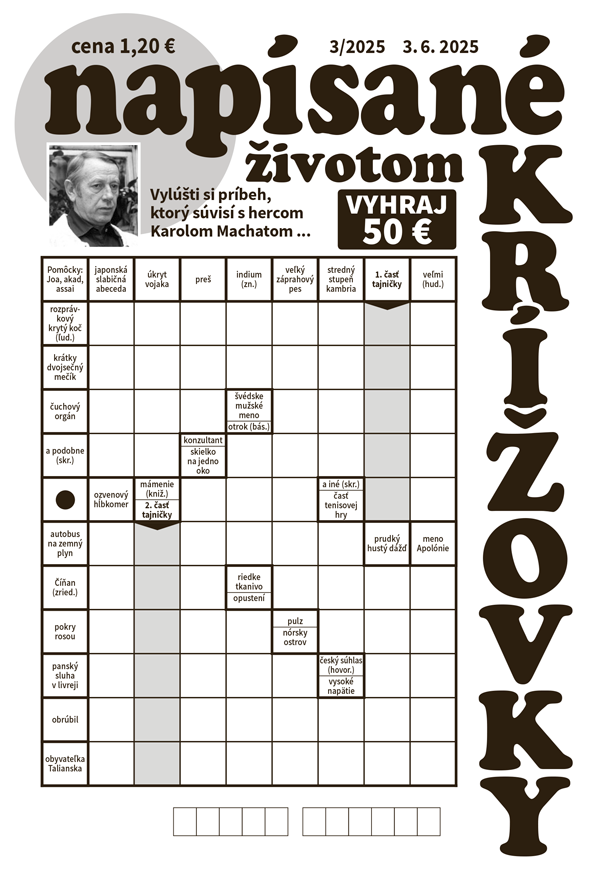 cena 1,20 €
3/2025 3. 6. 2025
napísané
životom
KRÍŽOVKY
Vylúšti si príbeh,
ktorý súvisí s hercom
Karolom Machatom ...
VYHRAJ
50 €
Pomôcky:
Joa, akad,
assai
japonská
slabičná
abeceda
úkryt
vojaka
preš
indium
(zn.)
veľký
záprahový
pes
stredný
stupeň
kambria
1. časť
tajničky
veľmi
(hud.)
rozpráv-
kový
krytý koč
(ľud.)
krátky
dvojsečný
mečík
čuchový
orgán
švédske
mužské
meno
otrok (bás.)
a podobne
(skr.)
konzultant
skielko
na jedno
oko
ozvenový
hĺbkomer
mámenie
(kniž.)
2. časť
tajničky
a iné (skr.)
časť
tenisovej
hry
autobus
na zemný
plyn
prudký
hustý dážď
meno
Apolónie
Číňan
(zried.)
riedke
tkanivo
opustení
pokry
rosou
pulz
nórsky
ostrov
panský
sluha
v livreji
český súhlas
(hovor.)
vysoké
napätie
obrúbil
obyvateľka
Talianska